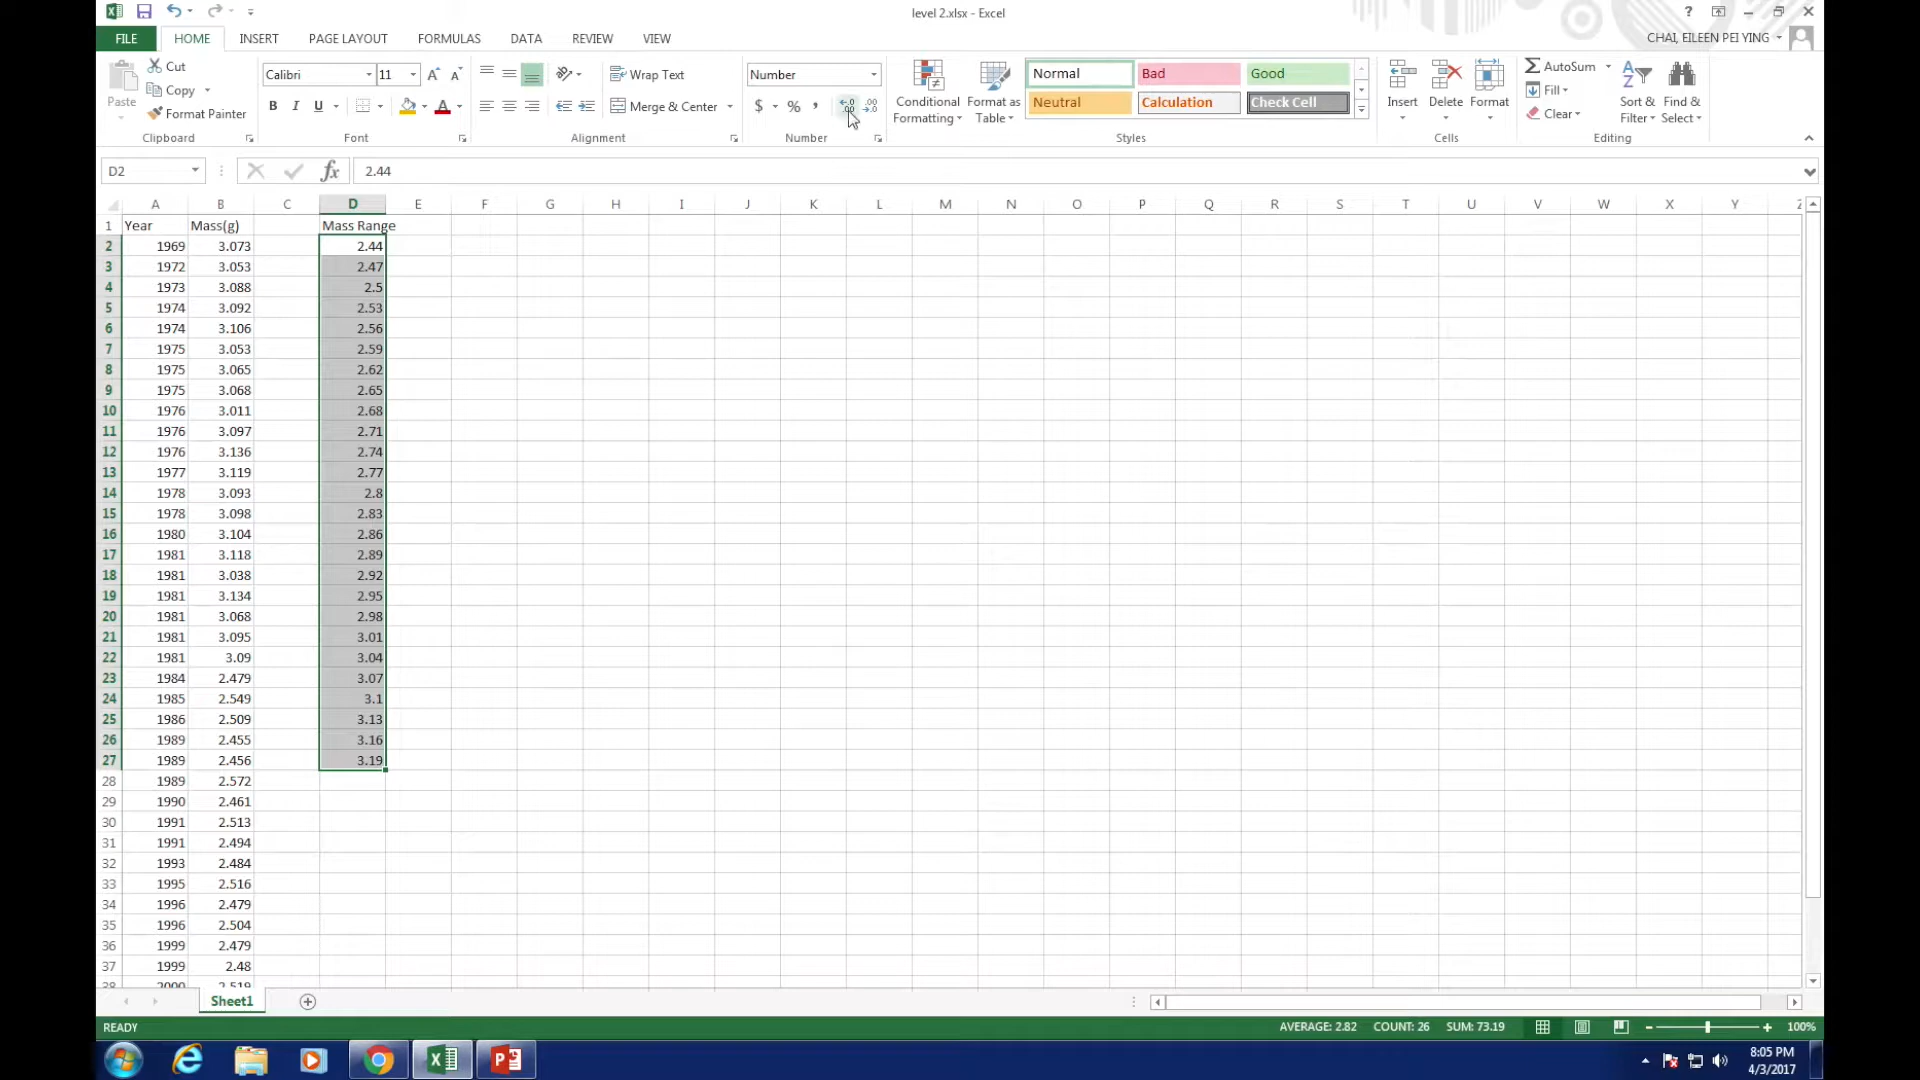 level 2.xlsx - Excel
FILE HOME INSERT PAGE LAYOUT FORMULAS DATA REVIEW VIEW CHAI, EILEEN PEI YING
Paste Cut Copy Format Painter Clipboard
Calibri 11 B I U A Font
Wrap Text Merge & Center Alignment
Number $ % , Number
Conditional Formatting Format as Table
Normal Bad Good
Neutral Calculation Check Cell
Styles
Insert Delete Format Cells
AutoSum Fill Clear Sort & Filter Find & Select Editing
D2 fx 2.44
A B C D E F G H I J K L M N O P Q R S T U V W X Y Z
1 Year Mass(g) Mass Range
2 1969 3.073 2.44
3 1972 3.053 2.47
4 1973 3.088 2.5
5 1974 3.092 2.53
6 1974 3.106 2.56
7 1975 3.053 2.59
8 1975 3.065 2.62
9 1975 3.068 2.65
10 1976 3.011 2.68
11 1976 3.097 2.71
12 1976 3.136 2.74
13 1977 3.119 2.77
14 1978 3.093 2.8
15 1978 3.098 2.83
16 1980 3.104 2.86
17 1981 3.118 2.89
18 1981 3.038 2.92
19 1981 3.134 2.95
20 1981 3.068 2.98
21 1981 3.095 3.01
22 1981 3.09 3.04
23 1984 2.479 3.07
24 1985 2.549 3.1
25 1986 2.509 3.13
26 1989 2.455 3.16
27 1989 2.456 3.19
28 1989 2.572
29 1990 2.461
30 1991 2.513
31 1991 2.494
32 1993 2.484
33 1995 2.516
34 1996 2.479
35 1996 2.504
36 1999 2.479
37 1999 2.48
38 2000 2.519
Sheet1
READY AVERAGE: 2.82 COUNT: 26 SUM: 73.19 100%
8:05 PM
4/3/2017